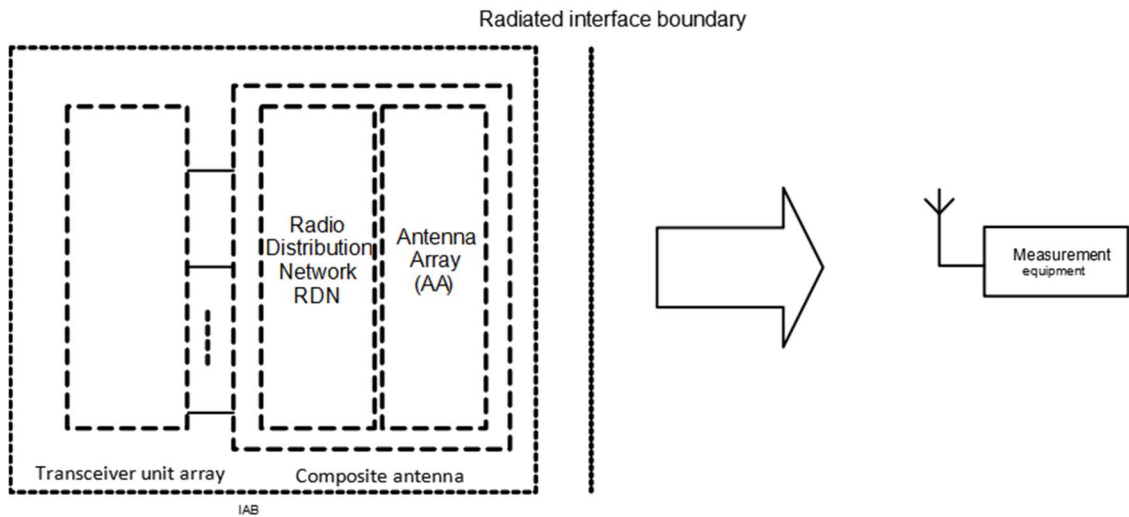 Radiated interface boundary
Radio
Distribution
Network
RDN
Antenna
Array
(AA)
Measurement
equipment
Transceiver unit array
Composite antenna
IAB